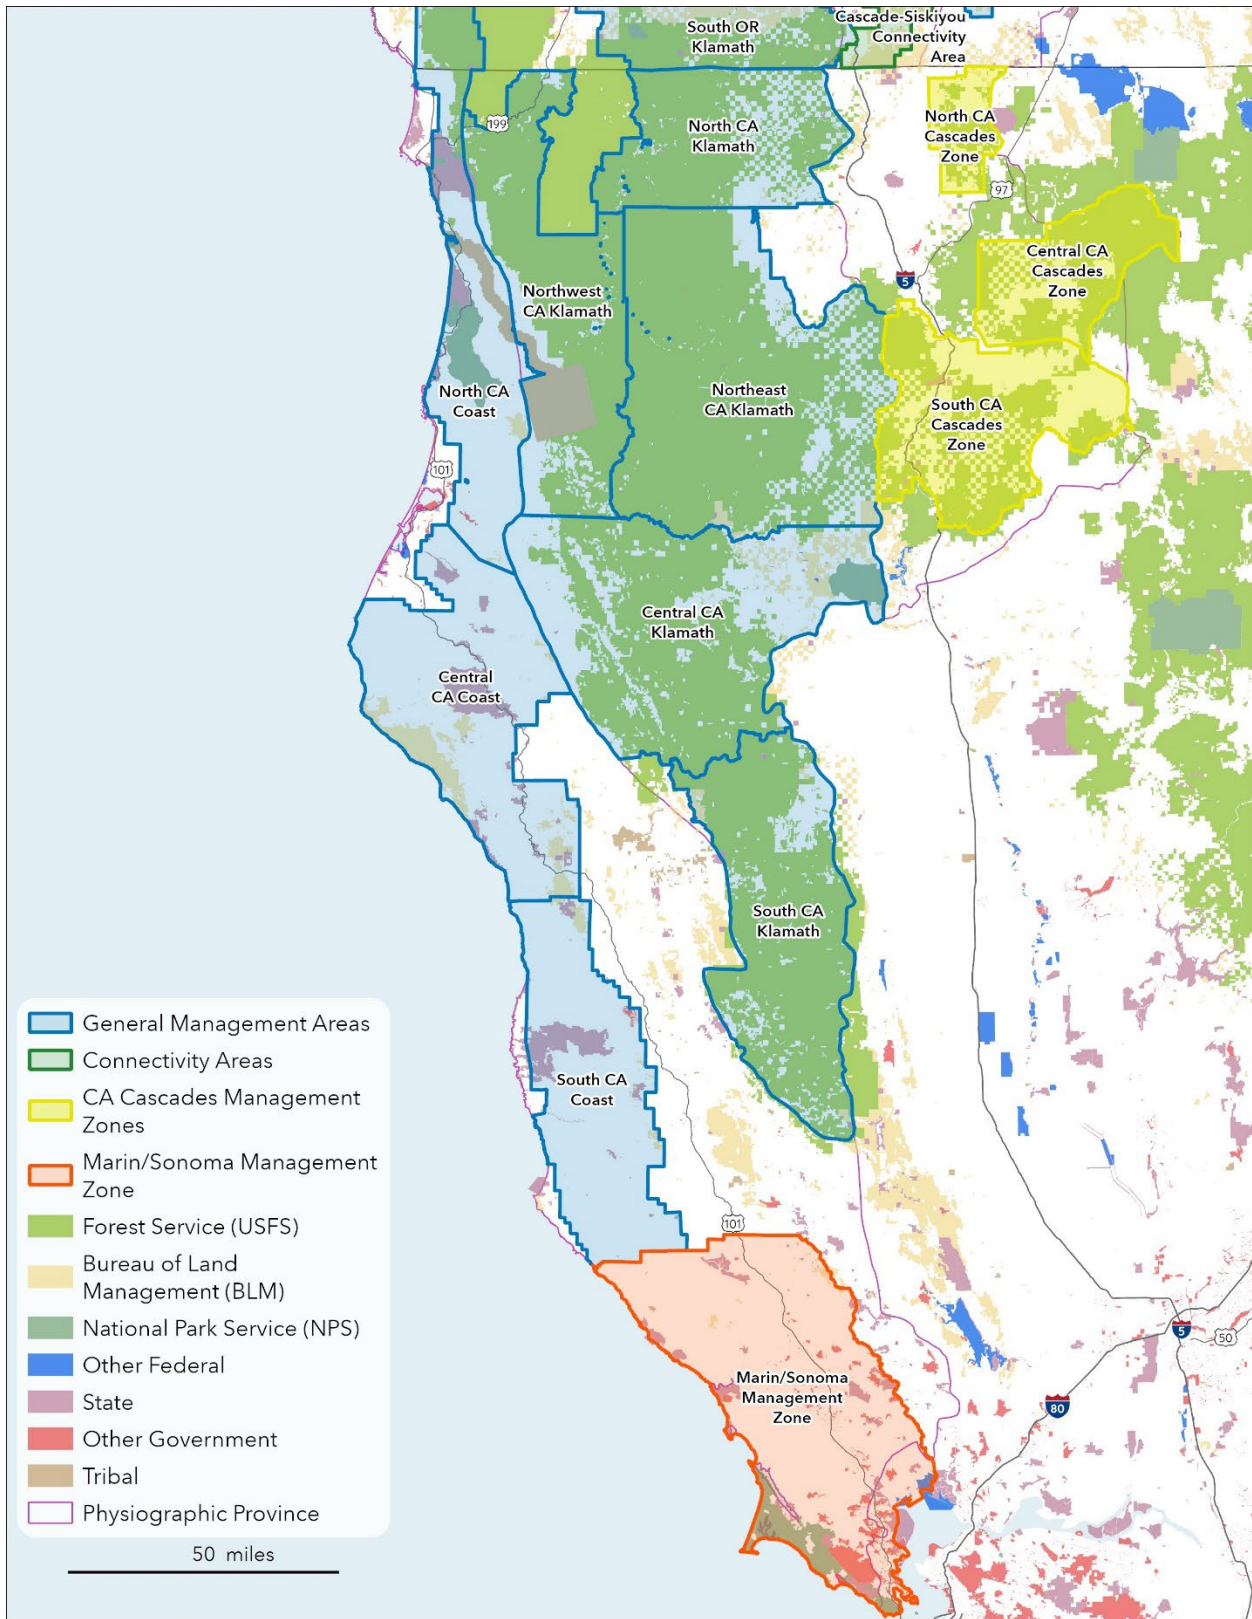 South OR
Klamath
Cascade-Siskiyou
Connectivity
Area
199
North CA
Klamath
North CA
Cascades
Zone
97
Central CA
Cascades
Zone
5
Northwest
CA Klamath
North CA
Coast
Northeast
CA Klamath
South CA
Cascades
Zone
101
Central CA
Klamath
Central
CA Coast
South CA
Klamath
South CA
Coast
101
Marin/Sonoma
Management
Zone
5
50
80
General Management Areas
Connectivity Areas
CA Cascades Management
Zones
Marin/Sonoma Management
Zone
Forest Service (USFS)
Bureau of Land
Management (BLM)
National Park Service (NPS)
Other Federal
State
Other Government
Tribal
Physiographic Province
50 miles